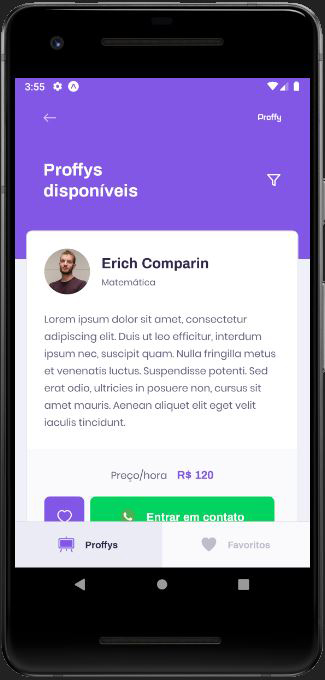 3:55
Proffy
Proffys
disponíveis
Erich Comparin
Matemática
Lorem ipsum dolor sit amet, consectetur
adipiscing elit. Duis ut leo efficitur, interdum
ipsum nec, suscipit quam. Nulla fringilla metus
et venenatis luctus. Suspendisse potenti. Sed
erat odio, ultricies in posuere non, cursus sit
amet mauris. Aenean aliquet elit eget velit
iaculis tincidunt.
Preço/hora R$ 120
Entrar em contato
Proffys Favoritos